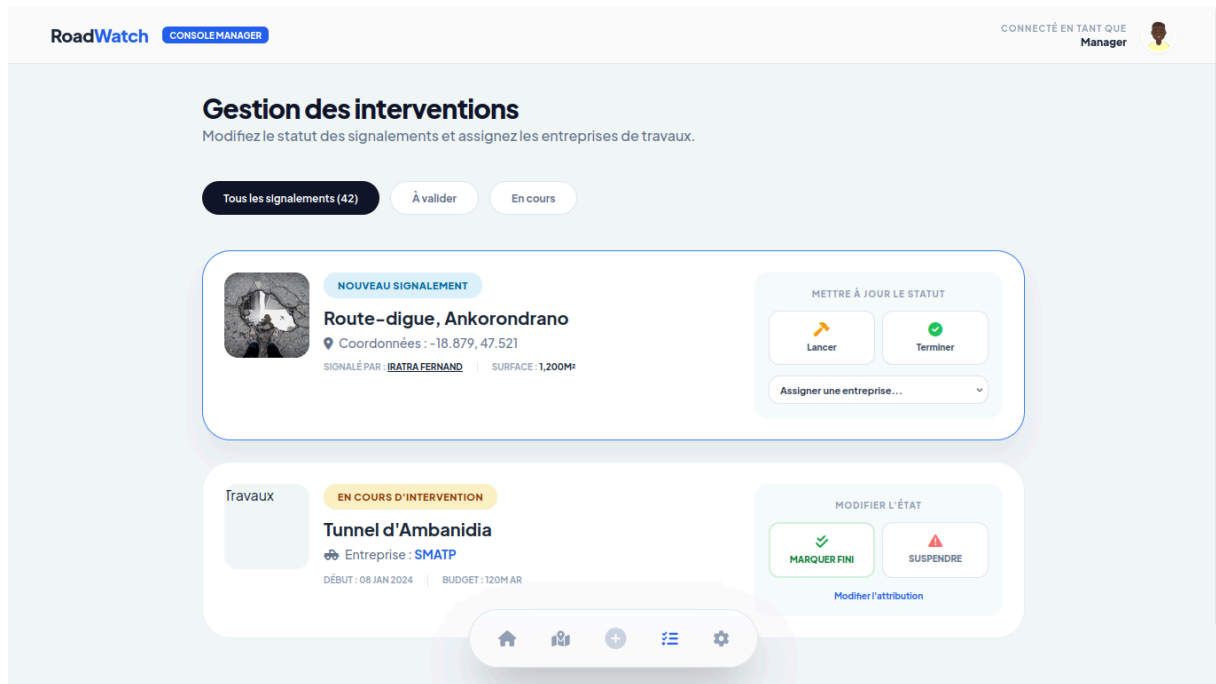 RoadWatch CONSOLE MANAGER
CONNECTÉ EN TANT QUE
Manager
Gestion des interventions
Modifiez le statut des signalements et assignez les entreprises de travaux.
Tous les signalements (42) À valider En cours
NOUVEAU SIGNALEMENT
Route-digue, Ankorondrano
Coordonnées : -18.879, 47.521
SIGNALÉ PAR : IRATRA FERNAND SURFACE : 1,200M²
METTRE À JOUR LE STATUT
Lancer Terminer
Assigner une entreprise...
Travaux
EN COURS D'INTERVENTION
Tunnel d'Ambanidia
Entreprise : SMATP
DÉBUT : 08 JAN 2024 BUDGET : 120M AR
MODIFIER L'ÉTAT
MARQUER FINI SUSPENDRE
Modifier l'attribution